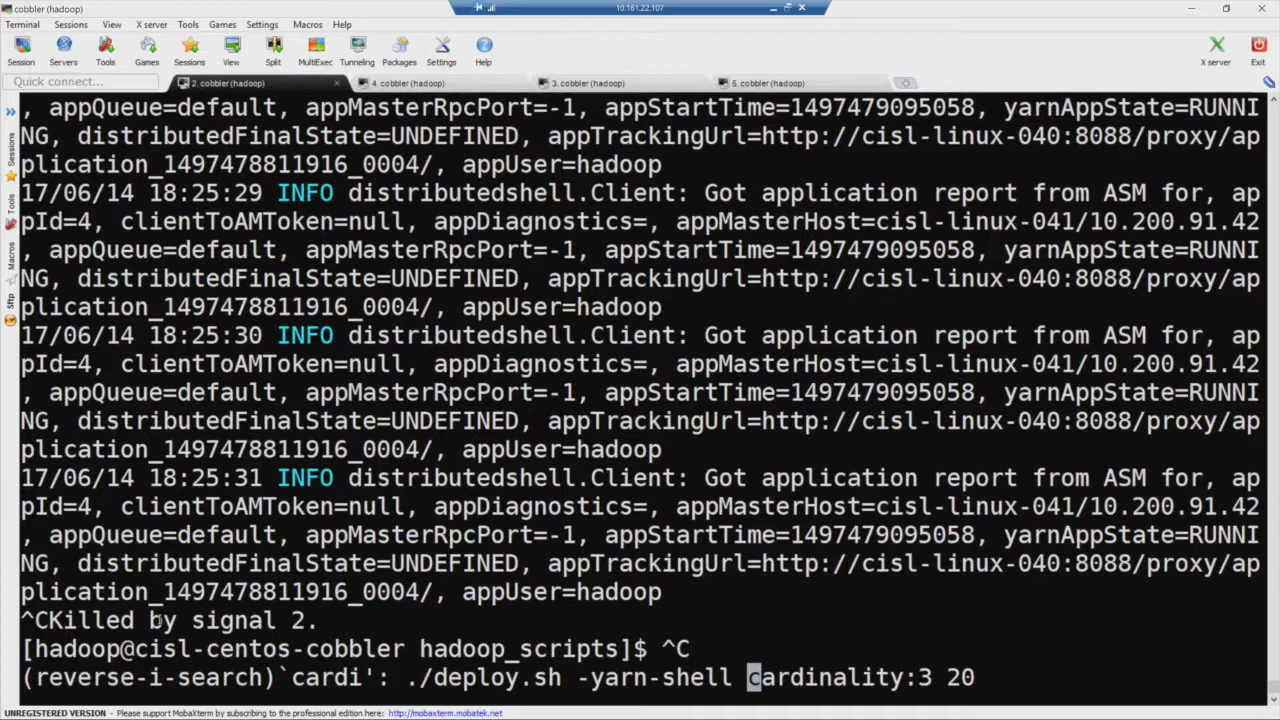 cobbler (hadoop)
10.161.22.107
Terminal Sessions View X server Tools Games Settings Macros Help
Session Servers Tools Games Sessions View Split MultiExec Tunneling Packages Settings Help X server Exit
Quick connect... 2. cobbler (hadoop) 4. cobbler (hadoop) 3. cobbler (hadoop) 5. cobbler (hadoop)
Sessions
Tools
Macros
Sftp
, appQueue=default, appMasterRpcPort=-1, appStartTime=1497479095058, yarnAppState=RUNNI
NG, distributedFinalState=UNDEFINED, appTrackingUrl=http://cisl-linux-040:8088/proxy/ap
plication_1497478811916_0004/, appUser=hadoop
17/06/14 18:25:29 INFO distributedshell.Client: Got application report from ASM for, ap
pId=4, clientToAMToken=null, appDiagnostics=, appMasterHost=cisl-linux-041/10.200.91.42
, appQueue=default, appMasterRpcPort=-1, appStartTime=1497479095058, yarnAppState=RUNNI
NG, distributedFinalState=UNDEFINED, appTrackingUrl=http://cisl-linux-040:8088/proxy/ap
plication_1497478811916_0004/, appUser=hadoop
17/06/14 18:25:30 INFO distributedshell.Client: Got application report from ASM for, ap
pId=4, clientToAMToken=null, appDiagnostics=, appMasterHost=cisl-linux-041/10.200.91.42
, appQueue=default, appMasterRpcPort=-1, appStartTime=1497479095058, yarnAppState=RUNNI
NG, distributedFinalState=UNDEFINED, appTrackingUrl=http://cisl-linux-040:8088/proxy/ap
plication_1497478811916_0004/, appUser=hadoop
17/06/14 18:25:31 INFO distributedshell.Client: Got application report from ASM for, ap
pId=4, clientToAMToken=null, appDiagnostics=, appMasterHost=cisl-linux-041/10.200.91.42
, appQueue=default, appMasterRpcPort=-1, appStartTime=1497479095058, yarnAppState=RUNNI
NG, distributedFinalState=UNDEFINED, appTrackingUrl=http://cisl-linux-040:8088/proxy/ap
plication_1497478811916_0004/, appUser=hadoop
^CKilled by signal 2.
[hadoop@cisl-centos-cobbler hadoop_scripts]$ ^C
(reverse-i-search)`cardi': ./deploy.sh -yarn-shell cardinality:3 20
UNREGISTERED VERSION - Please support MobaXterm by subscribing to the professional edition here: http://mobaxterm.mobatek.net